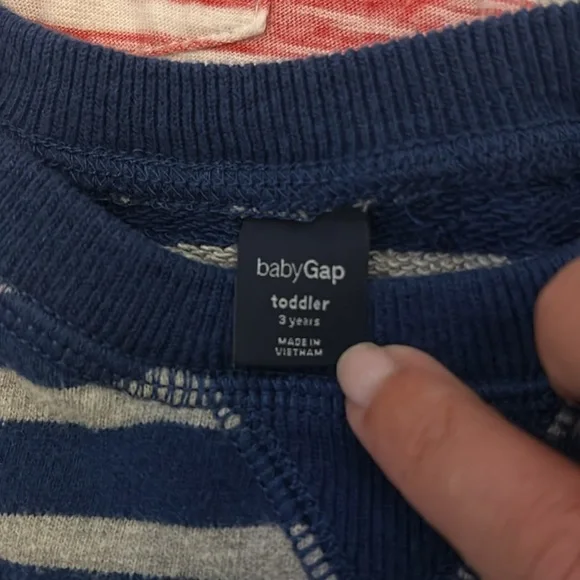 babyGap
toddler
3 years
MADE IN
VIETNAM